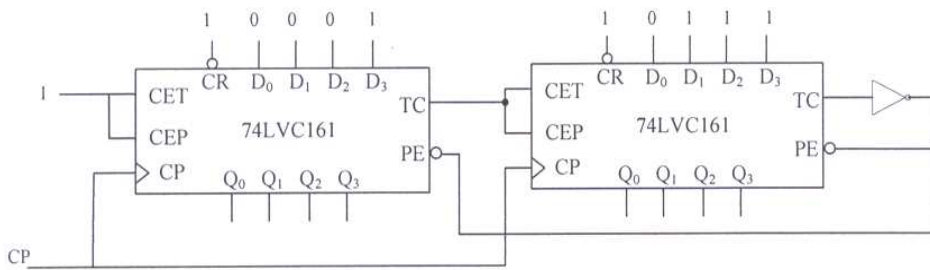 1 0 0 0 1
1 0 1 1 1
CR D₀ D₁ D₂ D₃
CR D₀ D₁ D₂ D₃
1
CET
TC
CET
TC
CEP
74LVC161
CEP
74LVC161
PE
PE
CP
CP
Q₀ Q₁ Q₂ Q₃
Q₀ Q₁ Q₂ Q₃
CP